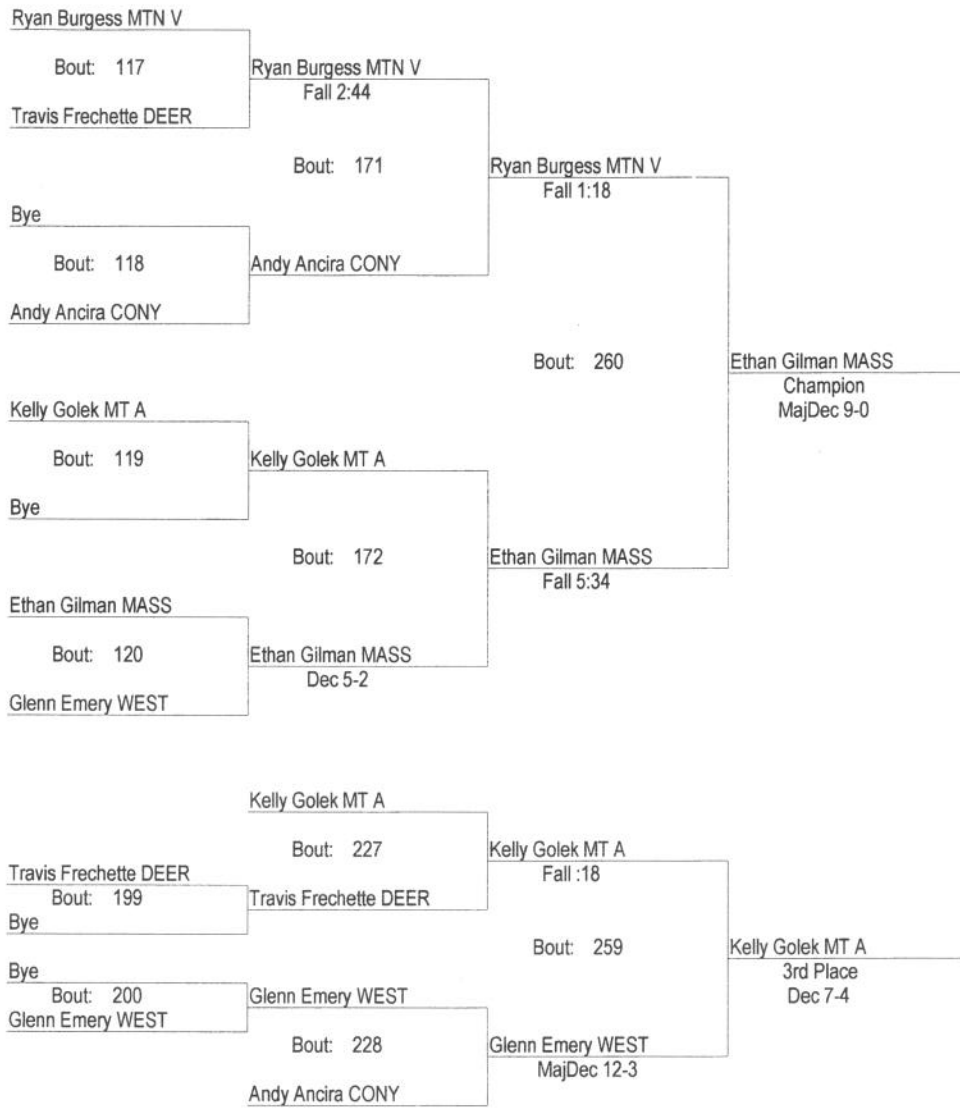 Ryan Burgess MTN V
Bout: 117
Ryan Burgess MTN V
Fall 2:44
Travis Frechette DEER
Bout: 171
Ryan Burgess MTN V
Fall 1:18
Bye
Bout: 118
Andy Ancira CONY
Andy Ancira CONY
Bout: 260
Ethan Gilman MASS
Champion
MajDec 9-0
Kelly Golek MT A
Bout: 119
Kelly Golek MT A
Bye
Bout: 172
Ethan Gilman MASS
Fall 5:34
Ethan Gilman MASS
Bout: 120
Ethan Gilman MASS
Dec 5-2
Glenn Emery WEST
Kelly Golek MT A
Bout: 227
Kelly Golek MT A
Fall :18
Travis Frechette DEER
Bout: 199
Travis Frechette DEER
Bye
Bout: 259
Kelly Golek MT A
3rd Place
Dec 7-4
Bye
Bout: 200
Glenn Emery WEST
Glenn Emery WEST
Bout: 228
Glenn Emery WEST
MajDec 12-3
Andy Ancira CONY